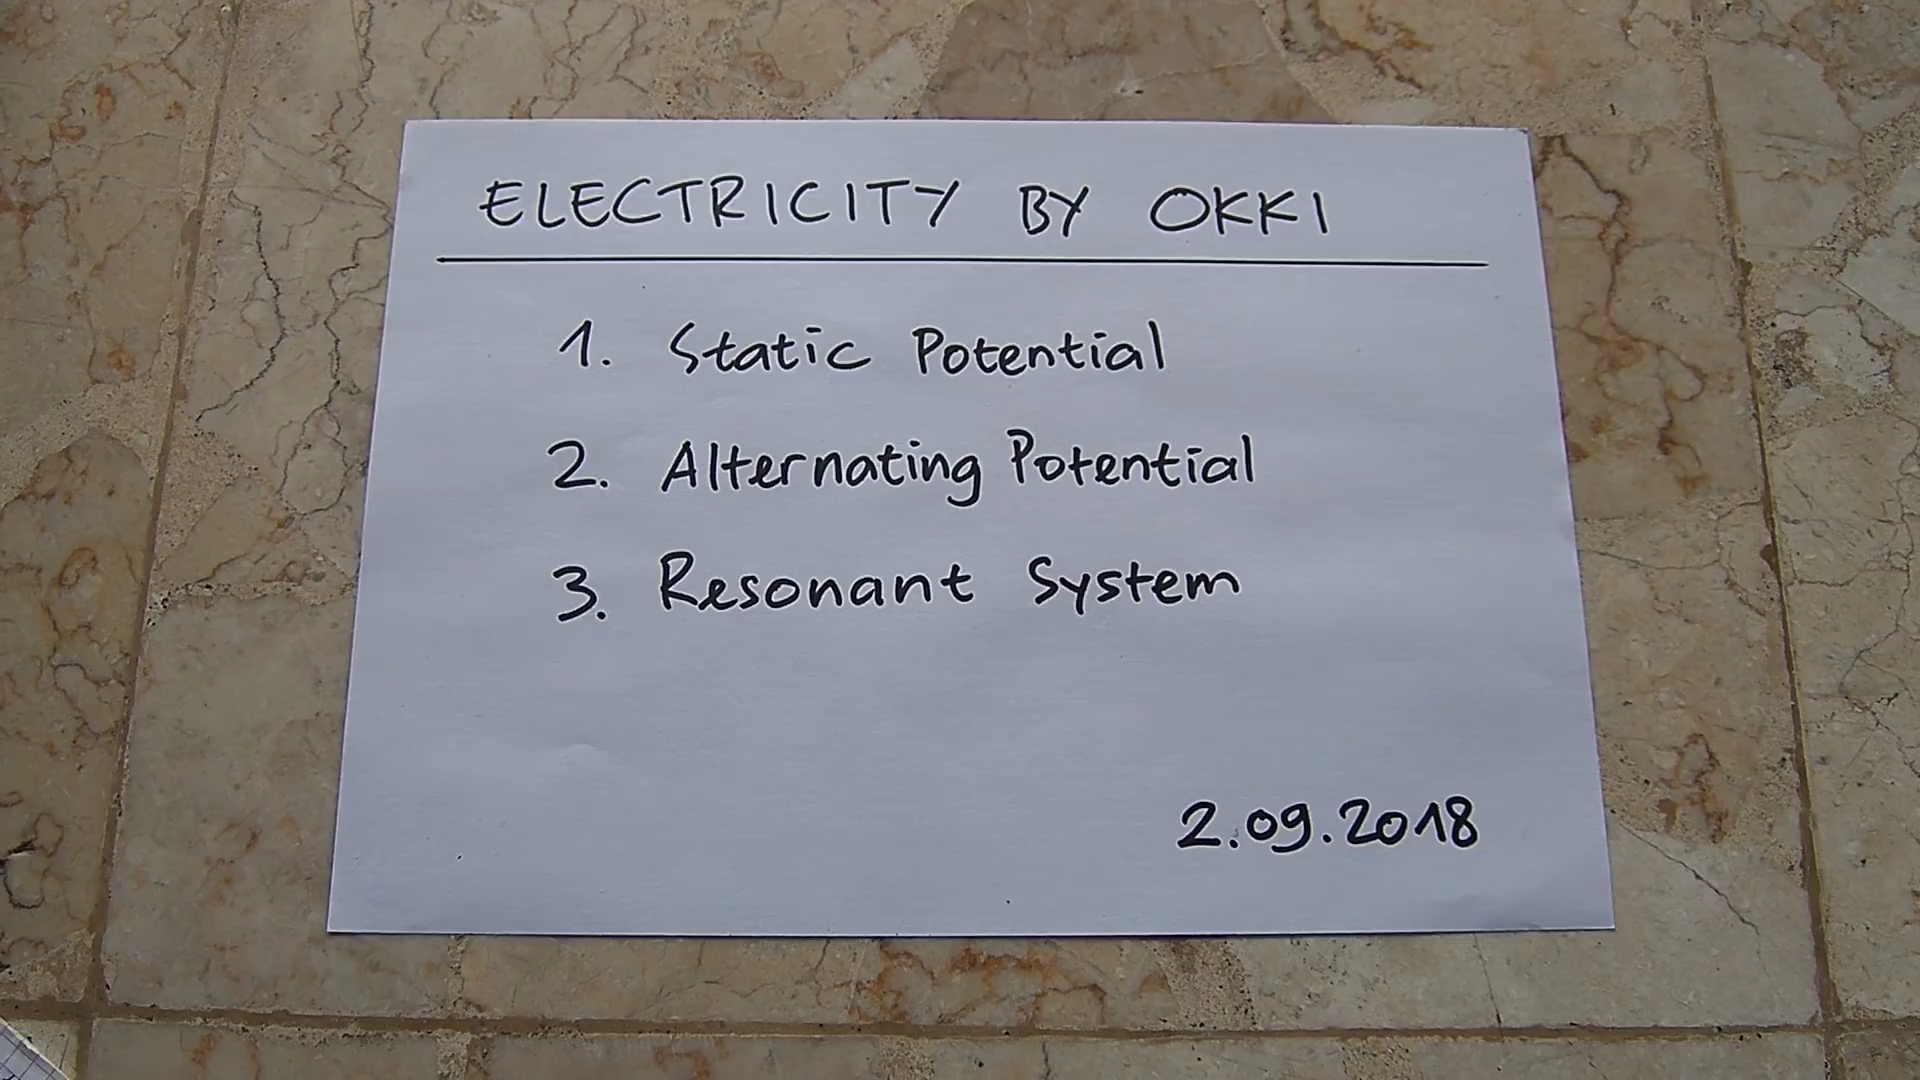 ELECTRICITY BY OKKI
1. Static Potential
2. Alternating Potential
3. Resonant System
2.09.2018